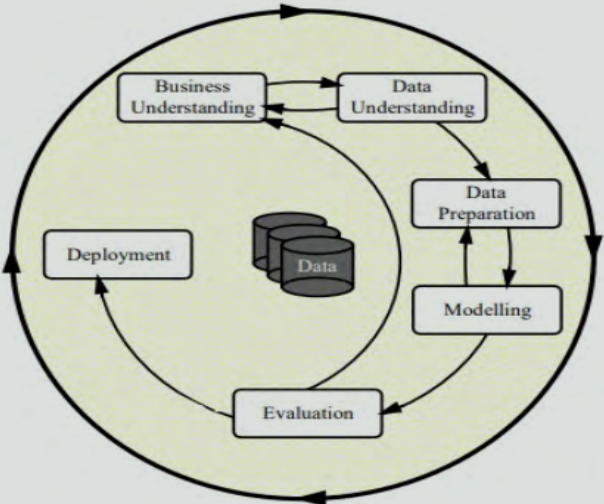 Business
Understanding
Data
Understanding
Data
Preparation
Deployment
Data
Modelling
Evaluation